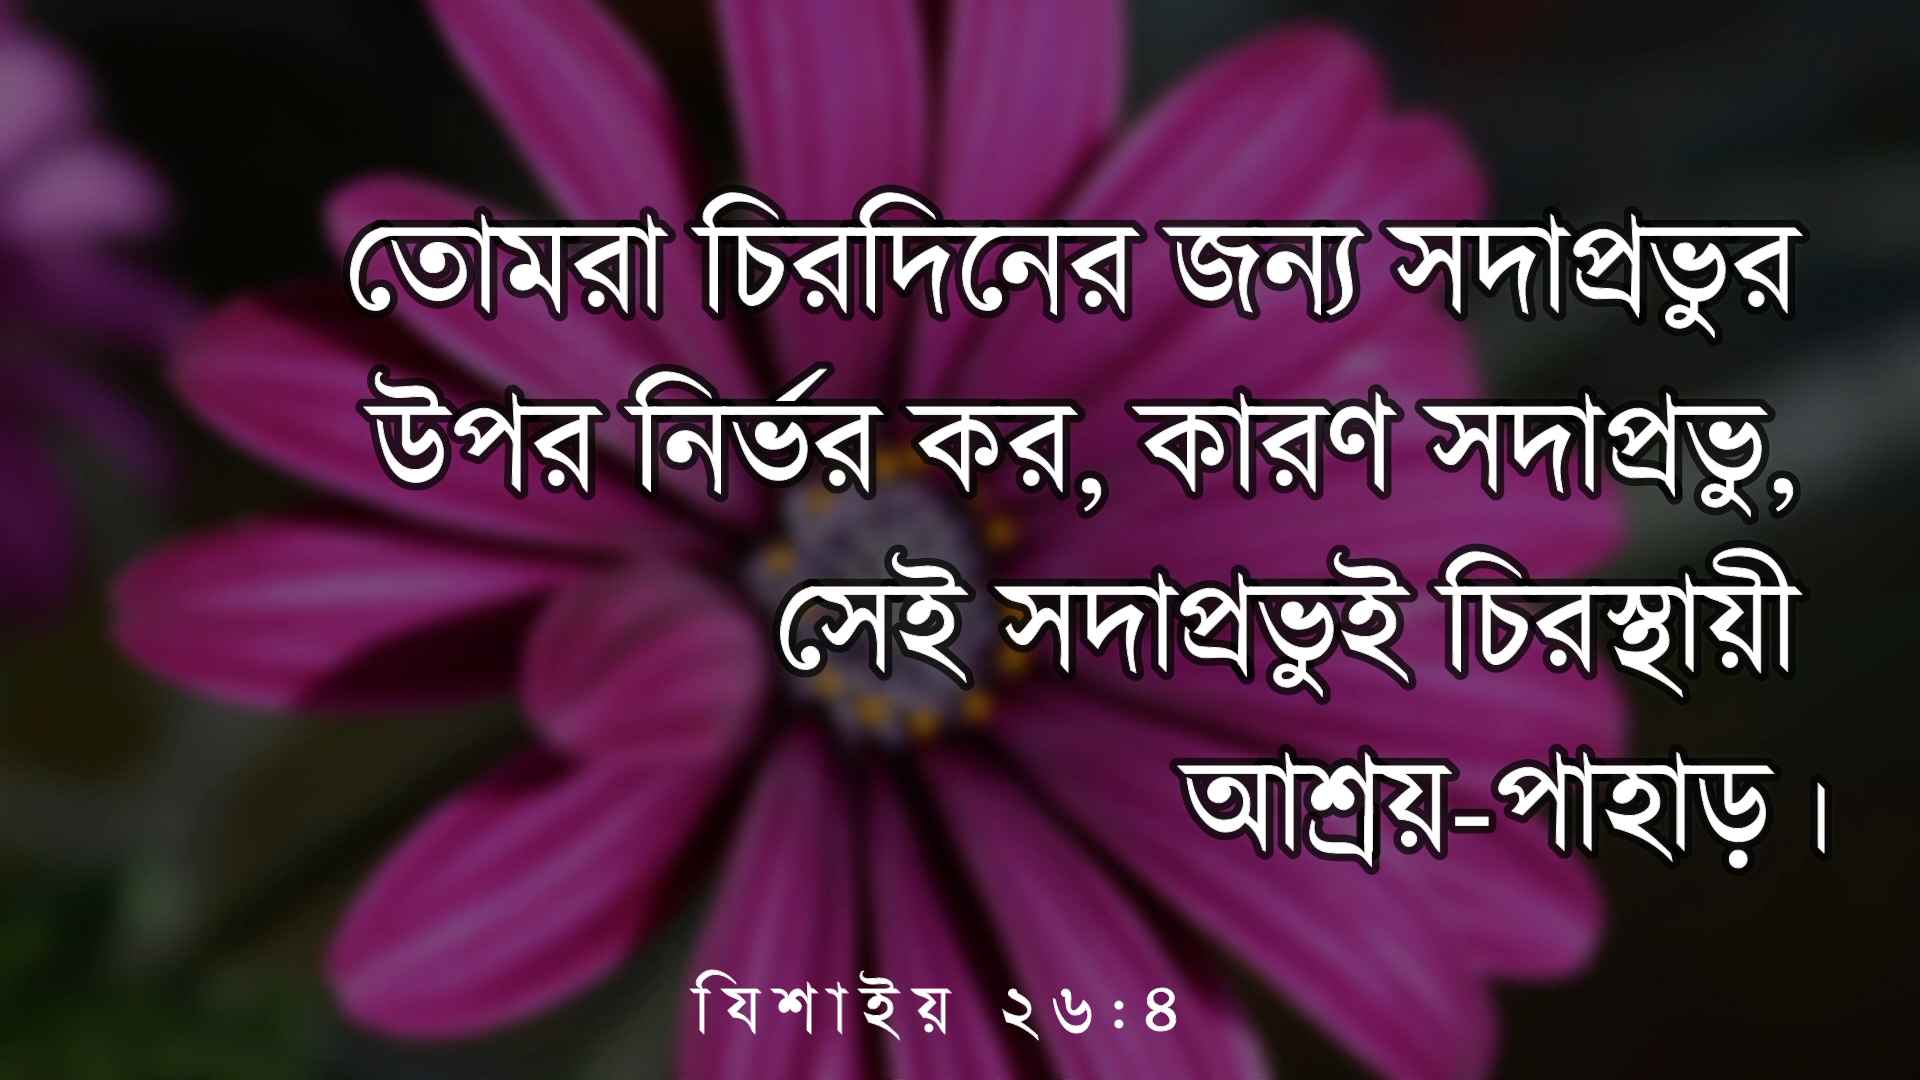 তোমরা চিরদিনের জন্য সদাপ্রভুর
উপর নির্ভর কর, কারণ সদাপ্রভু,
সেই সদাপ্রভুই চিরস্থায়ী
আশ্রয়-পাহাড়।
যিশাইয় ২৬:৪